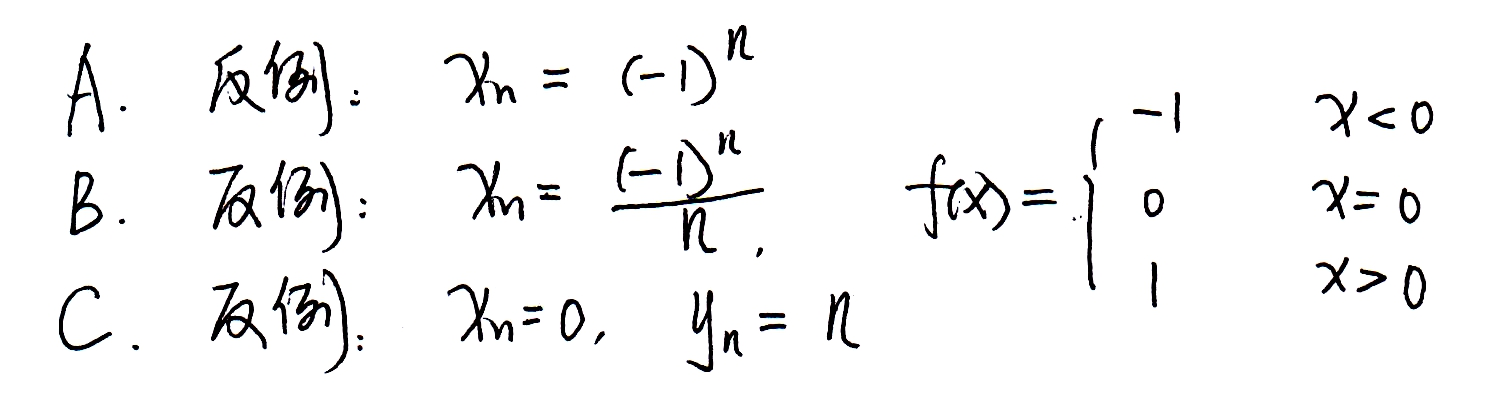 A. 反例: xₙ = (-1)ⁿ
B. 反例: xₙ = (-1)ⁿ/n, f(x) = { -1 x<0; 0 x=0; 1 x>0
C. 反例: xₙ=0, yₙ= n